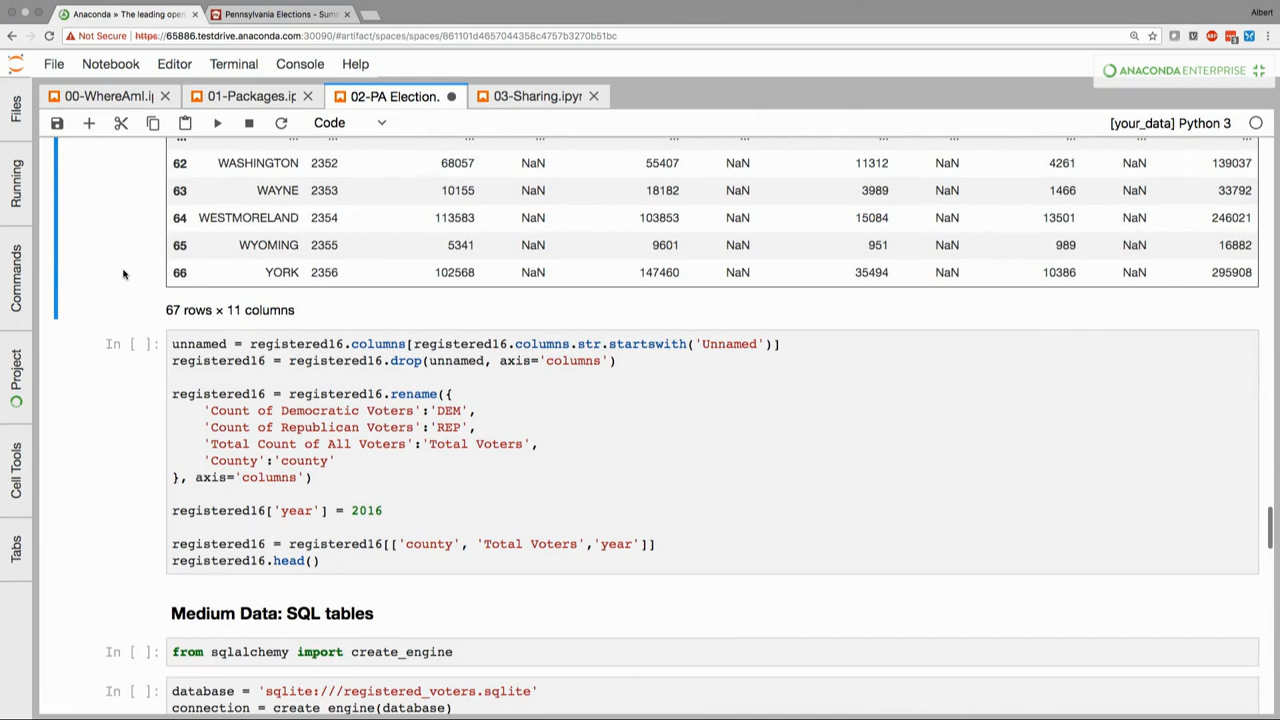 Anaconda » The leading open
Pennsylvania Elections - Sum
Albert
Not Secure https://65886.testdrive.anaconda.com:30090/#artifact/spaces/spaces/861101d4657044358c4757b3270b51bc
File Notebook Editor Terminal Console Help
ANACONDA ENTERPRISE
00-WhereAmI.i 01-Packages.ip 02-PA Election. 03-Sharing.ipyr
Code [your_data] Python 3
Files
Running
Commands
Project
Cell Tools
Tabs
... ... ... ... ... ... ... ... ... ... ... ...
62 WASHINGTON 2352 68057 NaN 55407 NaN 11312 NaN 4261 NaN 139037
63 WAYNE 2353 10155 NaN 18182 NaN 3989 NaN 1466 NaN 33792
64 WESTMORELAND 2354 113583 NaN 103853 NaN 15084 NaN 13501 NaN 246021
65 WYOMING 2355 5341 NaN 9601 NaN 951 NaN 989 NaN 16882
66 YORK 2356 102568 NaN 147460 NaN 35494 NaN 10386 NaN 295908
67 rows × 11 columns
In [ ]: unnamed = registered16.columns[registered16.columns.str.startswith('Unnamed')]
registered16 = registered16.drop(unnamed, axis='columns')
registered16 = registered16.rename({
'Count of Democratic Voters':'DEM',
'Count of Republican Voters':'REP',
'Total Count of All Voters':'Total Voters',
'County':'county'
}, axis='columns')
registered16['year'] = 2016
registered16 = registered16[['county', 'Total Voters','year']]
registered16.head()
Medium Data: SQL tables
In [ ]: from sqlalchemy import create_engine
In [ ]: database = 'sqlite:///registered_voters.sqlite'
connection = create_engine(database)